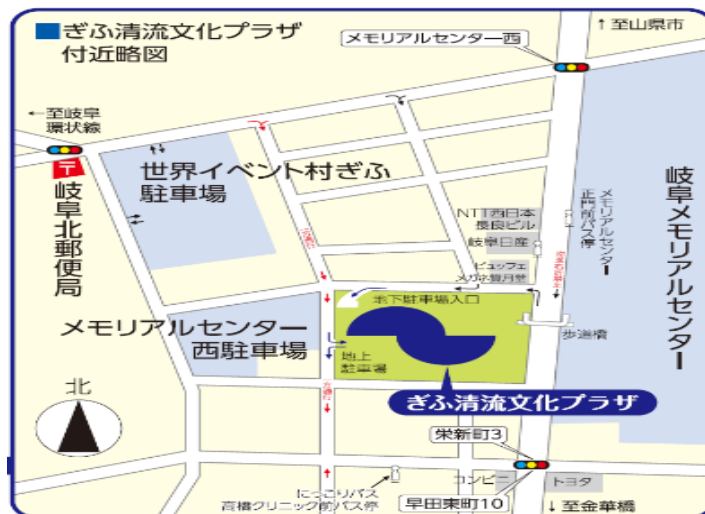 ■ぎふ清流文化プラザ
付近略図
メモリアルセンター西
↑至山県市
←至岐阜
環状線
〒
岐阜北郵便局
世界イベント村ぎふ
駐車場
NTT西日本
長良ビル
岐阜日産
ビュッフェ
メモリアルセンター
正門前バス停
岐阜メモリアルセンター
地下駐車場入口
メモリアルセンター
西駐車場
地上
駐車場
歩道橋
北
ぎふ清流文化プラザ
栄新町3
コンビニ
トヨタ
にっこりバス
高橋クリニック前バス停
早田東町10
↓至金華橋